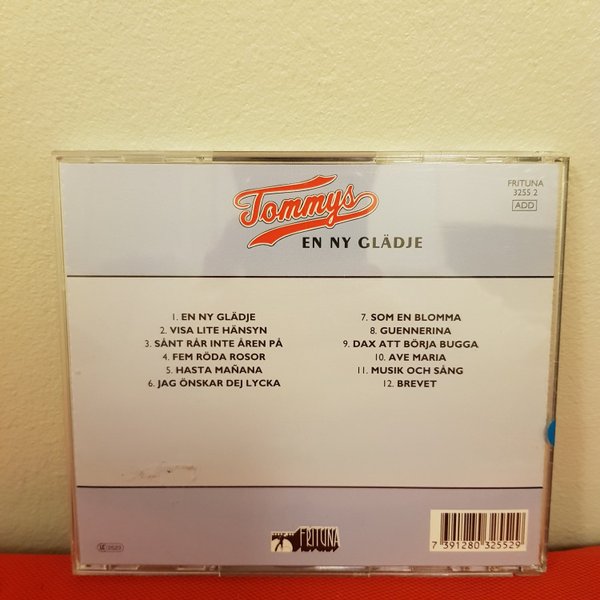 Tommys
EN NY GLÄDJE
FRITUNA
3255 2
ADD
1. EN NY GLÄDJE
2. VISA LITE HÄNSYN
3. SÅNT RÅR INTE ÅREN PÅ
4. FEM RÖDA ROSOR
5. HASTA MAÑANA
6. JAG ÖNSKAR DEJ LYCKA
7. SOM EN BLOMMA
8. GUENNERINA
9. DAX ATT BÖRJA BUGGA
10. AVE MARIA
11. MUSIK OCH SÅNG
12. BREVET
FRITUNA
7 391280 325529